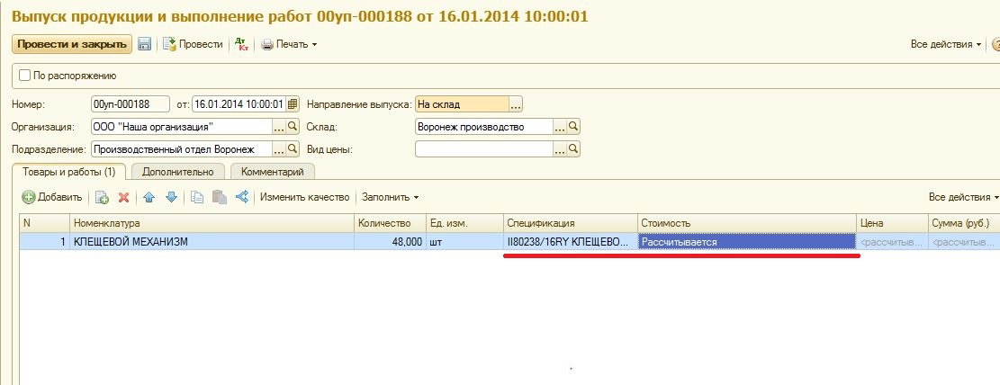 Выпуск продукции и выполнение работ 00уп-000188 от 16.01.2014 10:00:01
Провести и закрыть Провести Дт Кт Печать Все действия
По распоряжению
Номер: 00уп-000188 от: 16.01.2014 10:00:01 Направление выпуска: На склад ...
Организация: ООО "Наша организация" ... Склад: Воронеж производство ...
Подразделение: Производственный отдел Воронеж ... Вид цены: ...
Товары и работы (1) Дополнительно Комментарий
Добавить Изменить качество Заполнить Все действия
N Номенклатура Количество Ед. изм. Спецификация Стоимость Цена Сумма (руб.)
1 КЛЕЩЕВОЙ МЕХАНИЗМ 48,000 шт II80238/16RY КЛЕЩЕВО... Рассчитывается <рассчитыв... <рассчитыв...